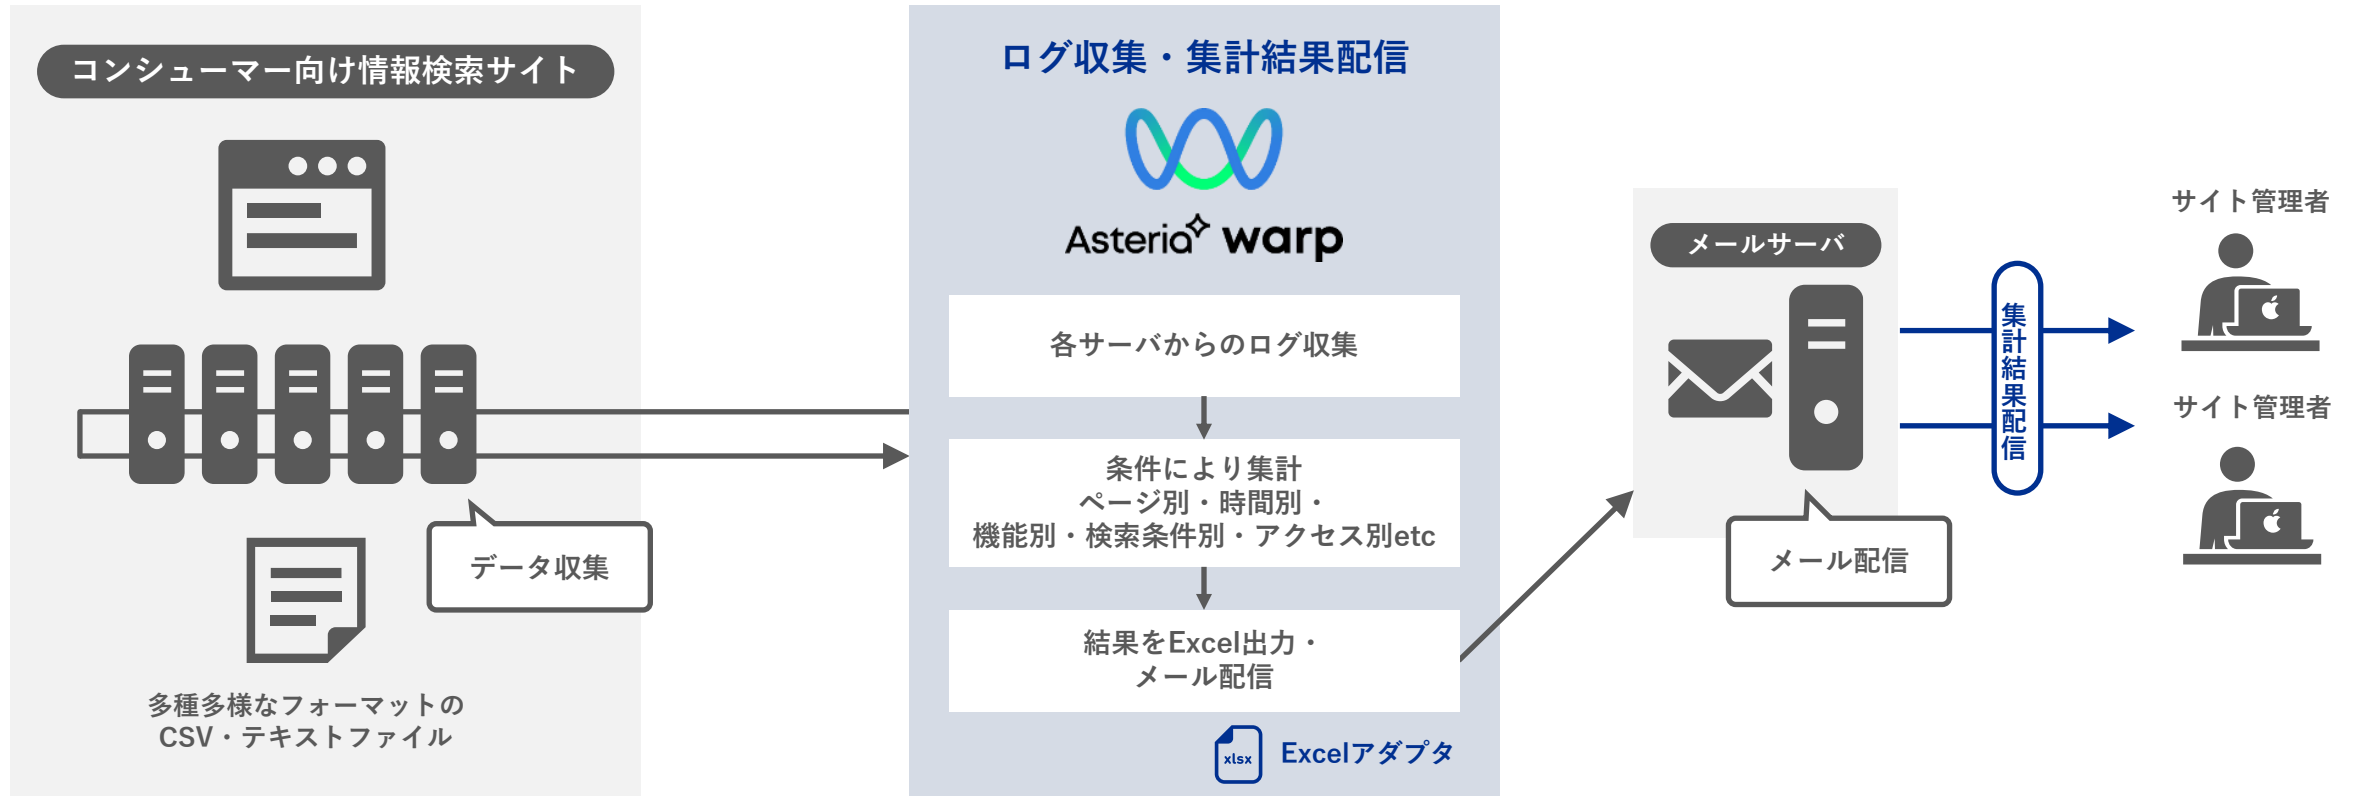 コンシューマー向け情報検索サイト
データ収集
多種多様なフォーマットの
CSV・テキストファイル
ログ収集・集計結果配信
Asteria warp
各サーバからのログ収集
条件により集計
ページ別・時間別・
機能別・検索条件別・アクセス別etc
結果をExcel出力・
メール配信
xlsx
Excelアダプタ
メールサーバ
メール配信
集計結果配信
サイト管理者
サイト管理者